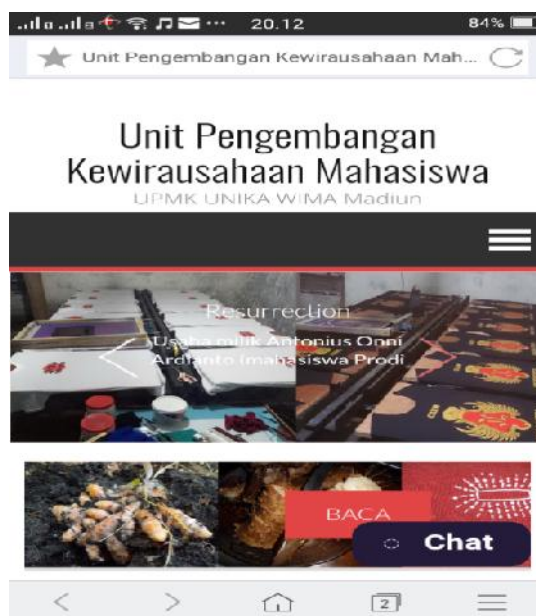 20.12
84%
Unit Pengembangan Kewirausahaan Mah...
Unit Pengembangan
Kewirausahaan Mahasiswa
UPMK UNIKA WIMA Madiun
Resurrection
Usaha milik Antonius Onni
Ardianto (mahasiswa Prodi
BACA
Chat
2